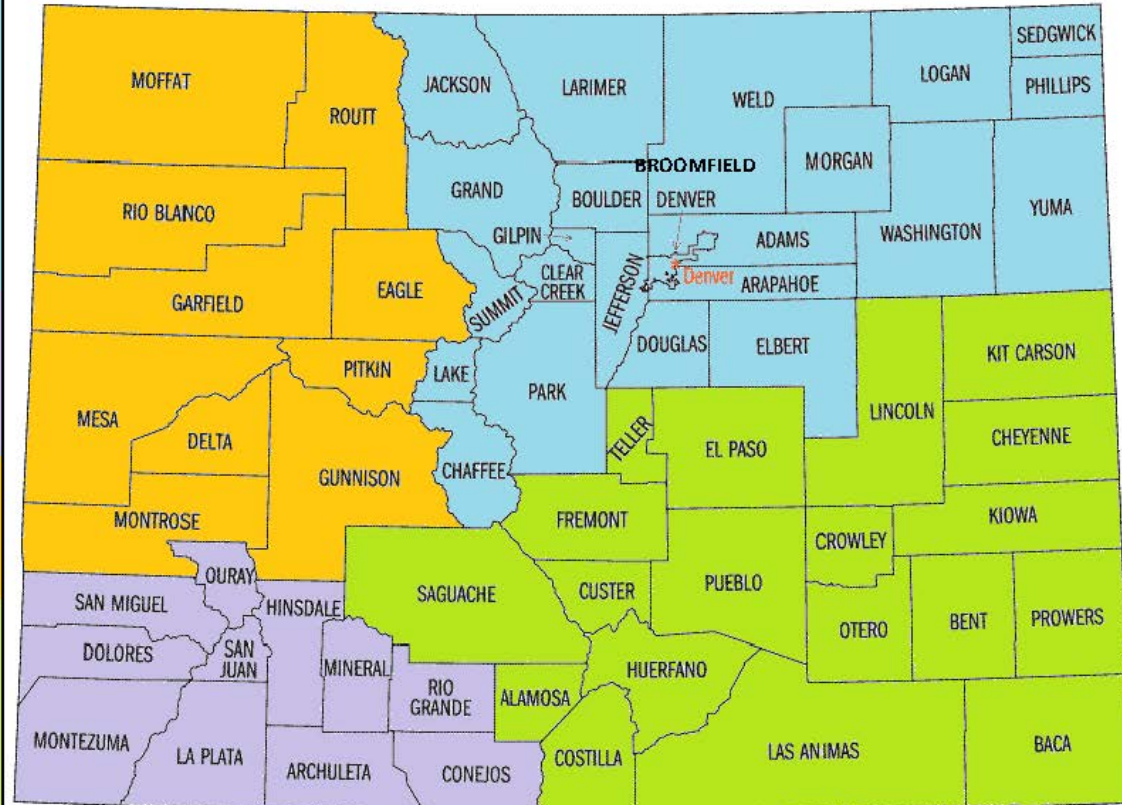 SEDGWICK
LOGAN
MOFFAT
JACKSON
LARIMER
WELD
PHILLIPS
ROUTT
BROOMFIELD
MORGAN
GRAND
BOULDER
DENVER
YUMA
RIO BLANCO
GILPIN
ADAMS
WASHINGTON
CLEAR
CREEK
Denver
ARAPAHOE
EAGLE
GARFIELD
SUMMIT
JEFFERSON
DOUGLAS
ELBERT
KIT CARSON
PITKIN
LAKE
PARK
MESA
LINCOLN
DELTA
TELLER
EL PASO
CHEYENNE
GUNNISON
CHAFFEE
MONTROSE
FREMONT
KIOWA
CROWLEY
OURAY
SAGUACHE
CUSTER
PUEBLO
SAN MIGUEL
HINSDALE
OTERO
BENT
PROWERS
DOLORES
SAN
JUAN
MINERAL
HUERFANO
RIO
GRANDE
ALAMOSA
MONTEZUMA
LA PLATA
ARCHULETA
CONEJOS
COSTILLA
LAS ANIMAS
BACA